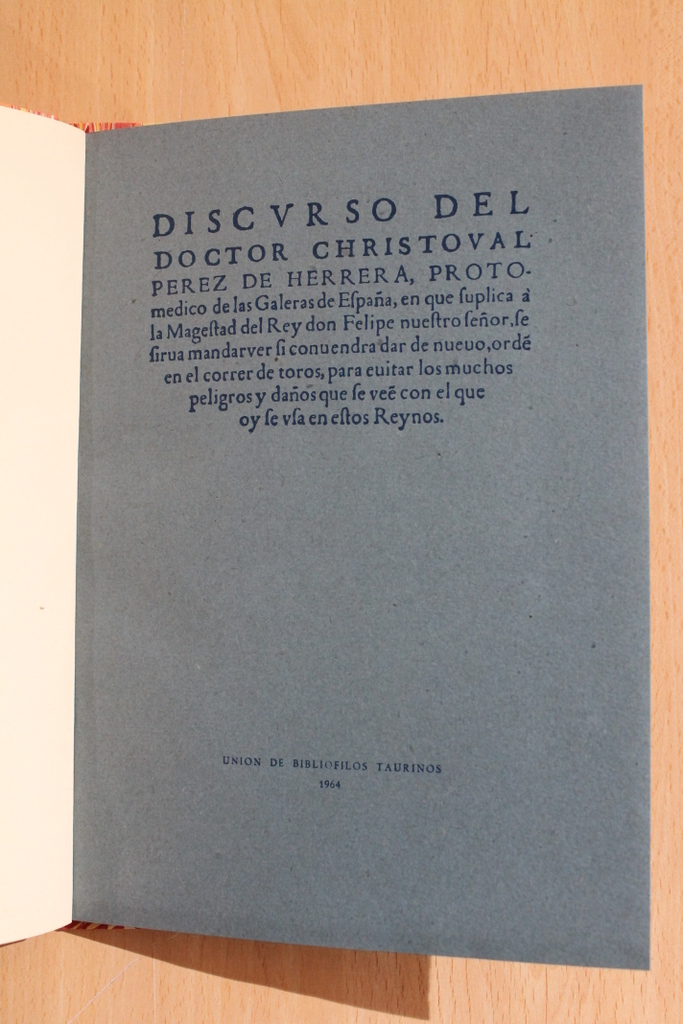 DISCVRSO DEL
DOCTOR CHRISTOVAL
PEREZ DE HERRERA, PROTO-
medico de las Galeras de Eſpaña, en que ſuplica à
la Mageſtad del Rey don Felipe nueſtro ſeñor, ſe
ſirua mandar ver ſi conuendra dar de nueuo, ordẽ
en el correr de toros, para euitar los muchos
peligros y daños que ſe veẽ con el que
oy ſe vſa en eſtos Reynos.
UNION DE BIBLIOFILOS TAURINOS
1964